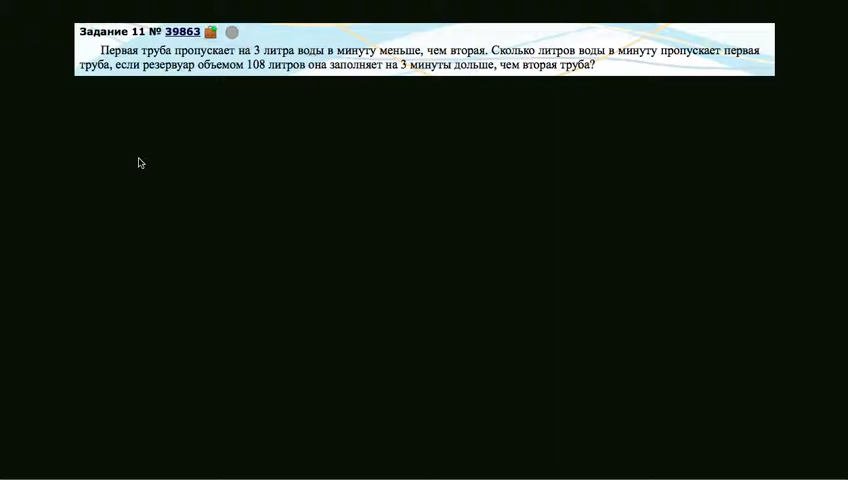 Задание 11 № 39863
Первая труба пропускает на 3 литра воды в минуту меньше, чем вторая. Сколько литров воды в минуту пропускает первая
труба, если резервуар объемом 108 литров она заполняет на 3 минуты дольше, чем вторая труба?